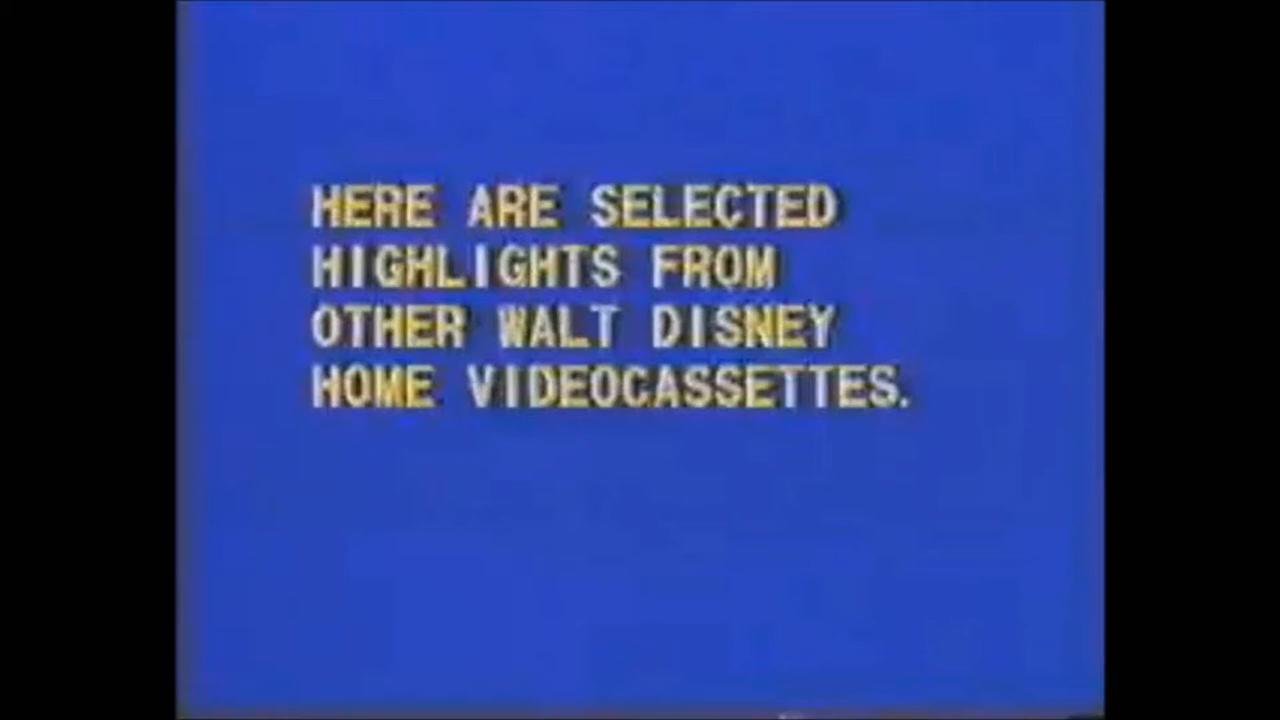 HERE ARE SELECTED
HIGHLIGHTS FROM
OTHER WALT DISNEY
HOME VIDEOCASSETTES.